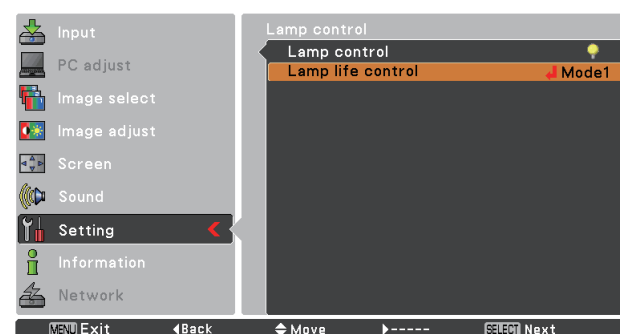 Input
PC adjust
Image select
Image adjust
Screen
Sound
Setting
Information
Network
Lamp control
Lamp control
Lamp life control Mode1
MENU Exit Back Move ----- SELECT Next